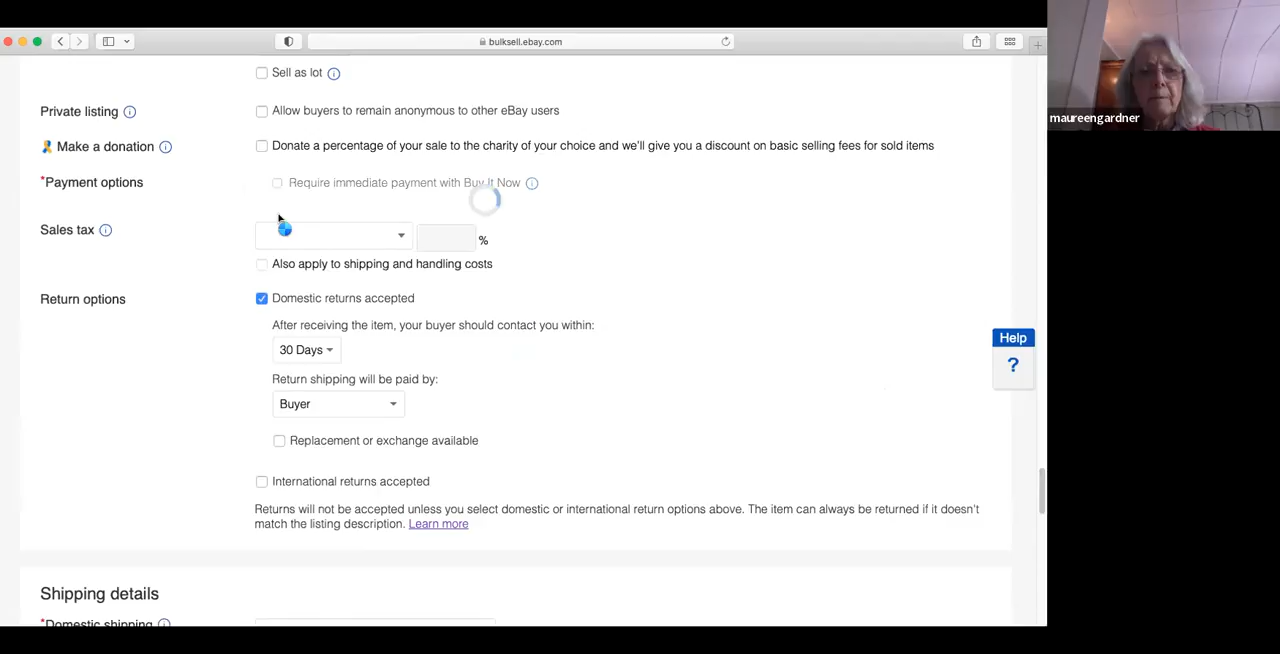 bulksell.ebay.com
Sell as lot
Private listing
Allow buyers to remain anonymous to other eBay users
maureengardner
Make a donation
Donate a percentage of your sale to the charity of your choice and we'll give you a discount on basic selling fees for sold items
*Payment options
Require immediate payment with Buy It Now
Sales tax
%
Also apply to shipping and handling costs
Return options
Domestic returns accepted
After receiving the item, your buyer should contact you within:
Help
?
30 Days
Return shipping will be paid by:
Buyer
Replacement or exchange available
International returns accepted
Returns will not be accepted unless you select domestic or international return options above. The item can always be returned if it doesn't
match the listing description. Learn more
Shipping details
*Domestic shipping